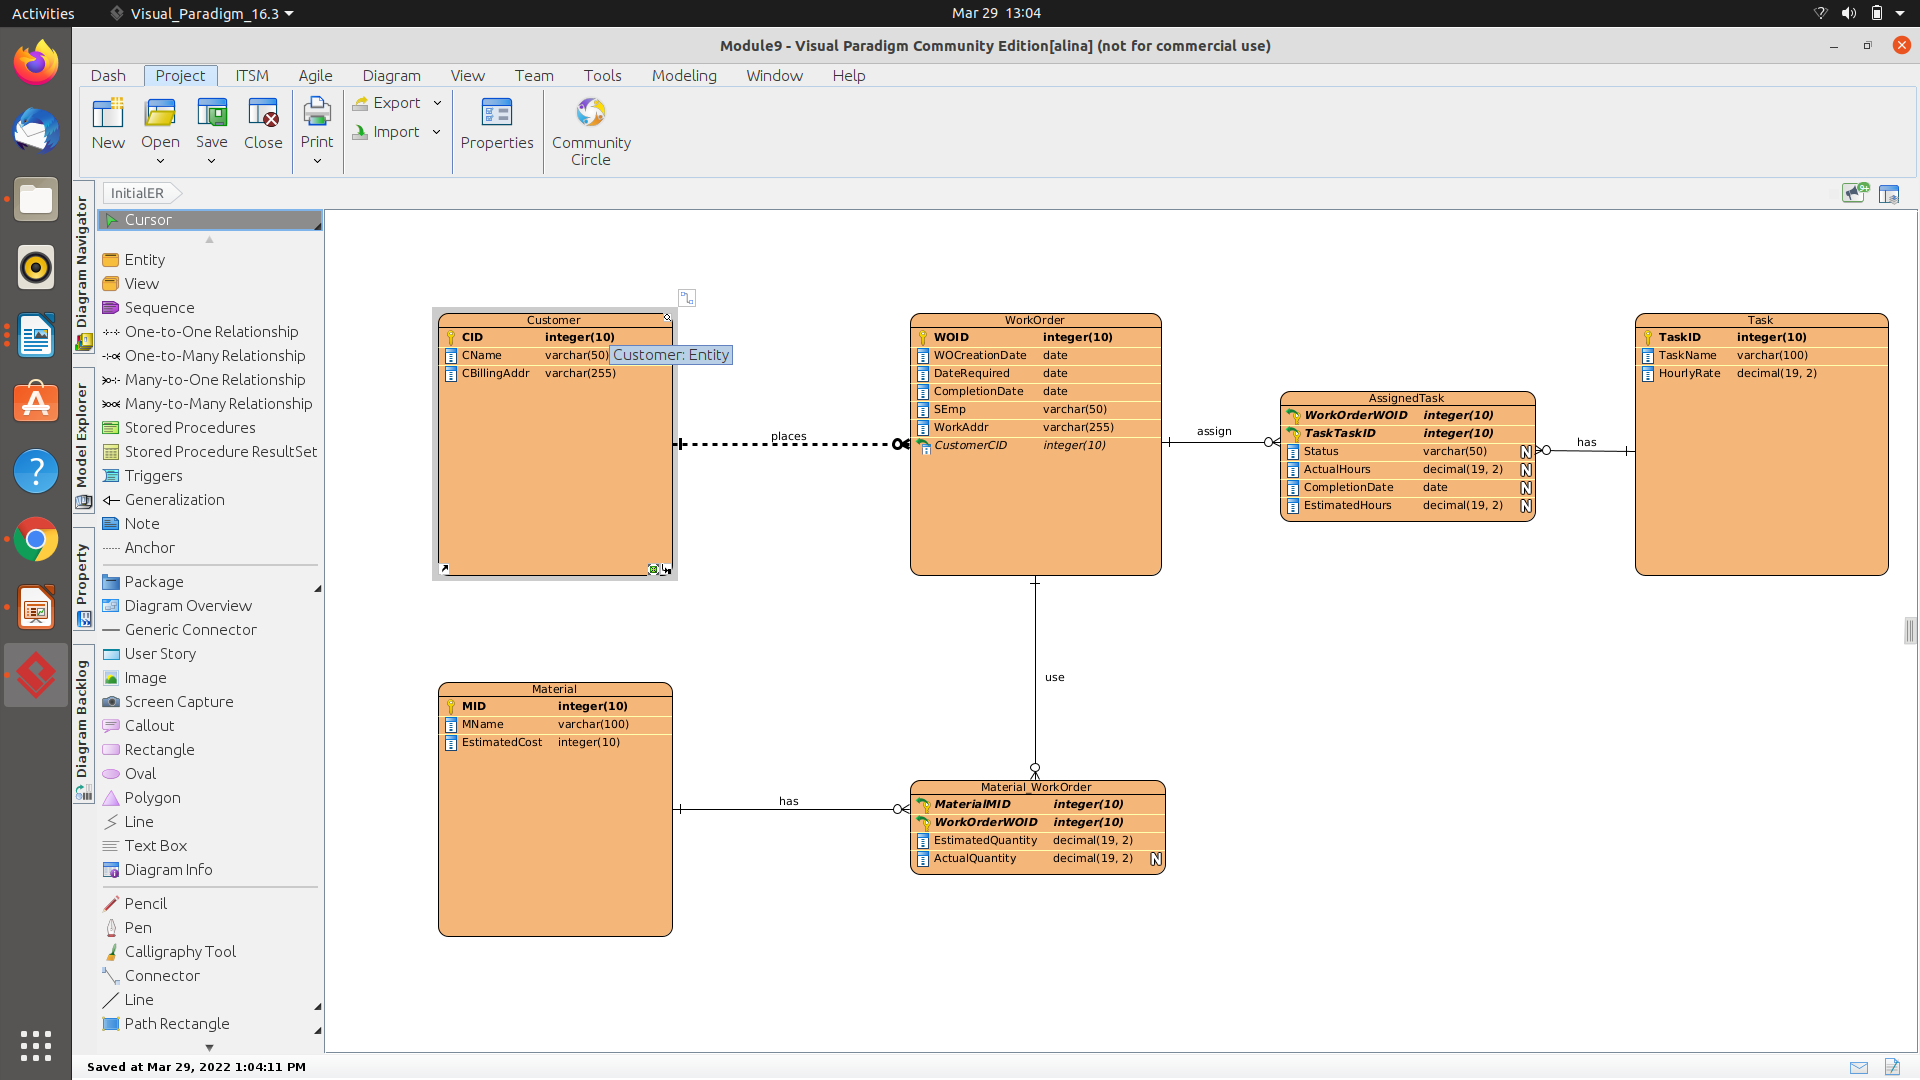 Activities
Visual_Paradigm_16.3
Mar 29 13:04
Module9 - Visual Paradigm Community Edition[alina] (not for commercial use)
Dash Project ITSM Agile Diagram View Team Tools Modeling Window Help
New Open Save Close Print Export Import Properties Community Circle
InitialER
Diagram Navigator
Model Explorer
Property
Diagram Backlog
Cursor
Entity
View
Sequence
One-to-One Relationship
One-to-Many Relationship
Many-to-One Relationship
Many-to-Many Relationship
Stored Procedures
Stored Procedure ResultSet
Triggers
Generalization
Note
Anchor
Package
Diagram Overview
Generic Connector
User Story
Image
Screen Capture
Callout
Rectangle
Oval
Polygon
Line
Text Box
Diagram Info
Pencil
Pen
Calligraphy Tool
Connector
Line
Path Rectangle
Customer
CID integer(10)
CName varchar(50)
CBillingAddr varchar(255)
Customer: Entity
places
WorkOrder
WOID integer(10)
WOCreationDate date
DateRequired date
CompletionDate date
SEmp varchar(50)
WorkAddr varchar(255)
CustomerCID integer(10)
assign
AssignedTask
WorkOrderWOID integer(10)
TaskTaskID integer(10)
Status varchar(50) N
ActualHours decimal(19, 2) N
CompletionDate date N
EstimatedHours decimal(19, 2) N
has
Task
TaskID integer(10)
TaskName varchar(100)
HourlyRate decimal(19, 2)
use
Material
MID integer(10)
MName varchar(100)
EstimatedCost integer(10)
has
Material_WorkOrder
MaterialMID integer(10)
WorkOrderWOID integer(10)
EstimatedQuantity decimal(19, 2)
ActualQuantity decimal(19, 2) N
Saved at Mar 29, 2022 1:04:11 PM